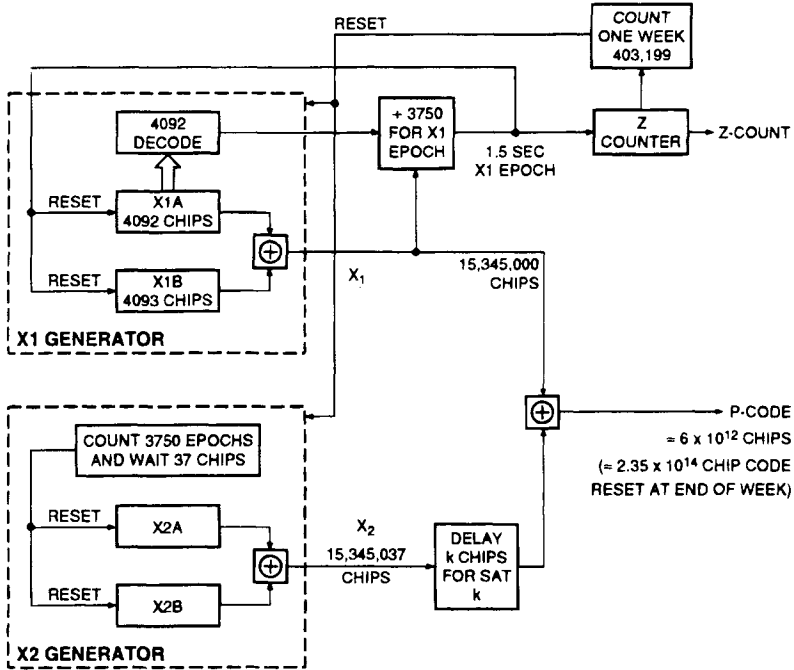 RESET
COUNT
ONE WEEK
403,199
4092
DECODE
+ 3750
FOR X1
EPOCH
1.5 SEC
X1 EPOCH
Z
COUNTER
Z-COUNT
RESET
X1A
4092 CHIPS
RESET
X1B
4093 CHIPS
X1 GENERATOR
X₁
15,345,000
CHIPS
COUNT 3750 EPOCHS
AND WAIT 37 CHIPS
RESET
X2A
RESET
X2B
X2 GENERATOR
X₂
15,345,037
CHIPS
DELAY
k CHIPS
FOR SAT
k
P-CODE
≈ 6 x 10¹² CHIPS
(≈ 2.35 x 10¹⁴ CHIP CODE
RESET AT END OF WEEK)